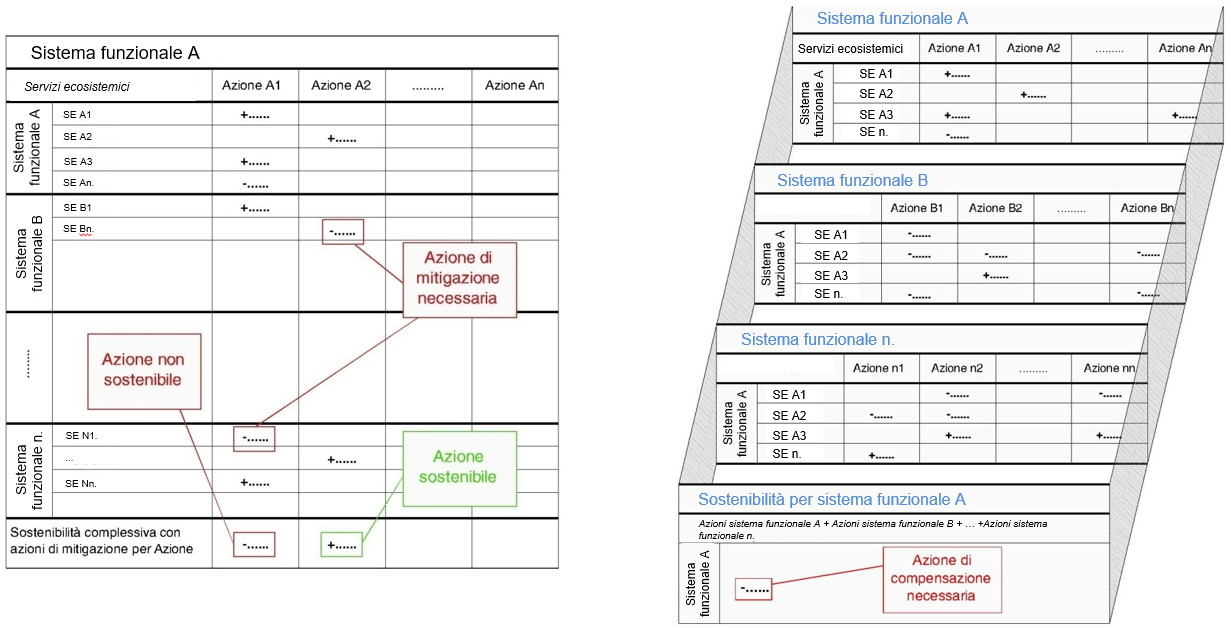 Sistema funzionale A
Servizi ecosistemici Azione A1 Azione A2 ......... Azione An
Sistema funzionale A
SE A1 +......
SE A2 +......
SE A3 +......
SE An. -......
Sistema funzionale B
SE B1 +......
SE Bn. -......
Azione di
mitigazione
necessaria
.........
Azione non
sostenibile
Sistema funzionale n.
SE N1. -......
... +......
SE Nn. +......
Azione
sostenibile
Sostenibilità complessiva con
azioni di mitigazione per Azione
-...... +......
Sistema funzionale A
Servizi ecosistemici Azione A1 Azione A2 ......... Azione An
Sistema funzionale A
SE A1 +......
SE A2 +......
SE A3 +...... +......
SE n. -......
Sistema funzionale B
Azione B1 Azione B2 ......... Azione Bn
Sistema funzionale A
SE A1 -......
SE A2 -...... -...... -......
SE A3 +......
SE n. -...... -......
Sistema funzionale n.
Azione n1 Azione n2 ......... Azione nn
Sistema funzionale A
SE A1 -...... -......
SE A2 -...... -......
SE A3 +...... +......
SE n. +......
Sostenibilità per sistema funzionale A
Azioni sistema funzionale A + Azioni sistema funzionale B + ... +Azioni sistema
funzionale n.
Sistema funzionale A
-......
Azione di
compensazione
necessaria